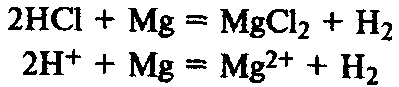 2HCl + Mg = MgCl₂ + H₂
2H⁺ + Mg = Mg²⁺ + H₂